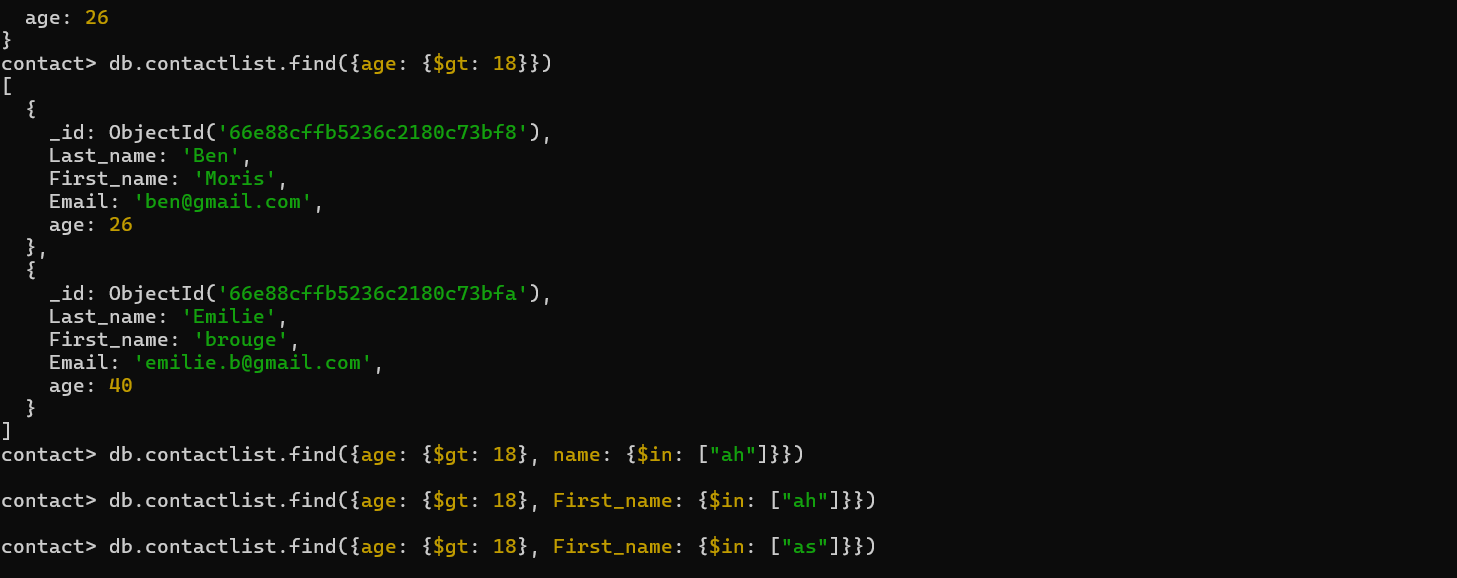 age: 26
}
contact> db.contactlist.find({age: {$gt: 18}})
[
  {
    _id: ObjectId('66e88cffb5236c2180c73bf8'),
    Last_name: 'Ben',
    First_name: 'Moris',
    Email: 'ben@gmail.com',
    age: 26
  },
  {
    _id: ObjectId('66e88cffb5236c2180c73bfa'),
    Last_name: 'Emilie',
    First_name: 'brouge',
    Email: 'emilie.b@gmail.com',
    age: 40
  }
]
contact> db.contactlist.find({age: {$gt: 18}, name: {$in: ["ah"]}})
contact> db.contactlist.find({age: {$gt: 18}, First_name: {$in: ["ah"]}})
contact> db.contactlist.find({age: {$gt: 18}, First_name: {$in: ["as"]}})